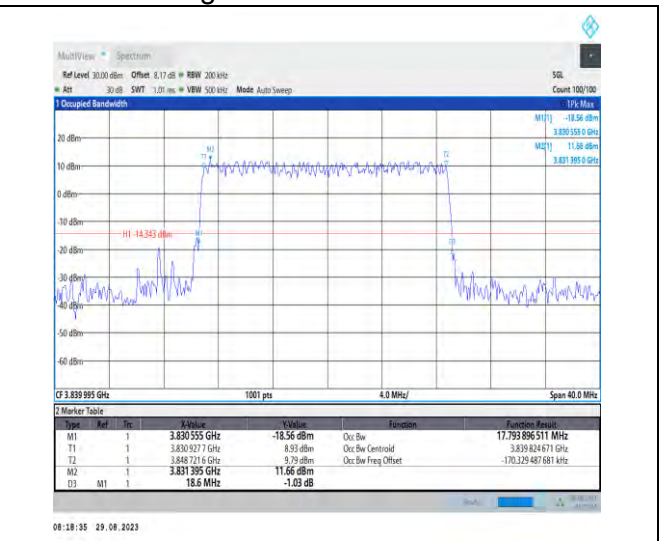 MultiView Spectrum
Ref Level 30.00 dBm Offset 8.17 dB RBW 200 kHz SGL
Att 30 dB SWT 1.01 ms VBW 500 kHz Mode Auto Sweep Count 100/100
1 Occupied Bandwidth 1Pk Max
M1[1] -18.56 dBm
3.830 555 0 GHz
M2[1] 11.66 dBm
3.831 395 0 GHz
20 dBm
M2
T1
T2
10 dBm
0 dBm
-10 dBm
H1 -14.343 dBm
M1
D3
-20 dBm
-30 dBm
-40 dBm
-50 dBm
-60 dBm
CF 3.839 995 GHz 1001 pts 4.0 MHz/ Span 40.0 MHz
2 Marker Table
Type Ref Trc X-Value Y-Value Function Function Result
M1 1 3.830 555 GHz -18.56 dBm Occ Bw 17.793 896 511 MHz
T1 1 3.830 927 7 GHz 8.93 dBm Occ Bw Centroid 3.839 824 671 GHz
T2 1 3.848 721 6 GHz 9.79 dBm Occ Bw Freq Offset -170.329 487 681 kHz
M2 1 3.831 395 GHz 11.66 dBm
D3 M1 1 18.6 MHz -1.03 dB
08:18:35 29.08.2023